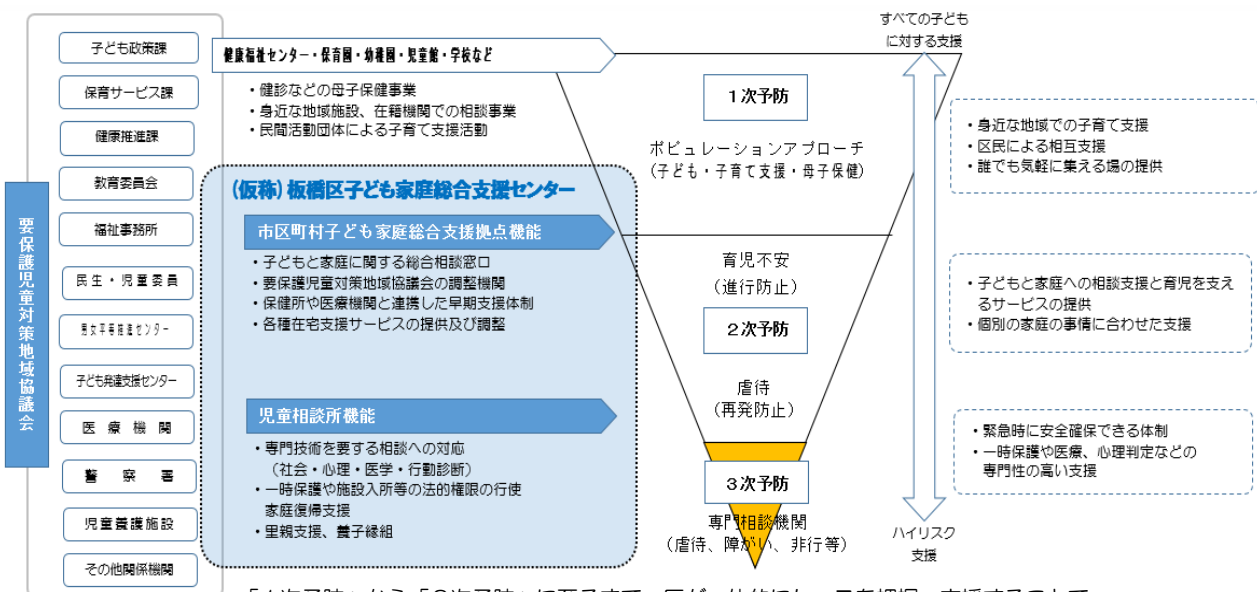 要保護児童対策地域協議会
子ども政策課
保育サービス課
健康推進課
教育委員会
福祉事務所
民生・児童委員
男女平等推進センター
子ども発達支援センター
医療機関
警察署
児童養護施設
その他関係機関
健康福祉センター・保育園・幼稚園・児童館・学校など
・健診などの母子保健事業
・身近な地域施設、在籍機関での相談事業
・民間活動団体による子育て支援活動
(仮称)板橋区子ども家庭総合支援センター
市区町村子ども家庭総合支援拠点機能
・子どもと家庭に関する総合相談窓口
・要保護児童対策地域協議会の調整機関
・保健所や医療機関と連携した早期支援体制
・各種在宅支援サービスの提供及び調整
児童相談所機能
・専門技術を要する相談への対応
（社会・心理・医学・行動診断）
・一時保護や施設入所等の法的権限の行使
家庭復帰支援
・里親支援、養子縁組
1次予防
ポピュレーションアプローチ
(子ども・子育て支援・母子保健)
育児不安
(進行防止)
2次予防
虐待
(再発防止)
3次予防
専門相談機関
(虐待、障がい、非行等)
すべての子ども
に対する支援
ハイリスク
支援
・身近な地域での子育て支援
・区民による相互支援
・誰でも気軽に集える場の提供
・子どもと家庭への相談支援と育児を支え
るサービスの提供
・個別の家庭の事情に合わせた支援
・緊急時に安全確保できる体制
・一時保護や医療、心理判定などの
専門性の高い支援